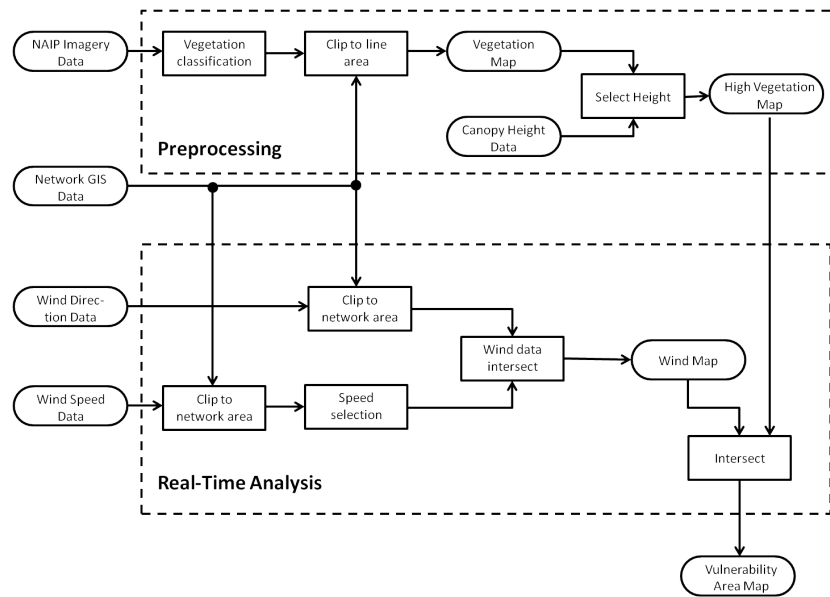 NAIP Imagery
Data
Vegetation
classification
Clip to line
area
Vegetation
Map
Select Height
High Vegetation
Map
Canopy Height
Data
Preprocessing
Network GIS
Data
Wind Direc-
tion Data
Clip to
network area
Wind data
intersect
Wind Map
Wind Speed
Data
Clip to
network area
Speed
selection
Intersect
Real-Time Analysis
Vulnerability
Area Map